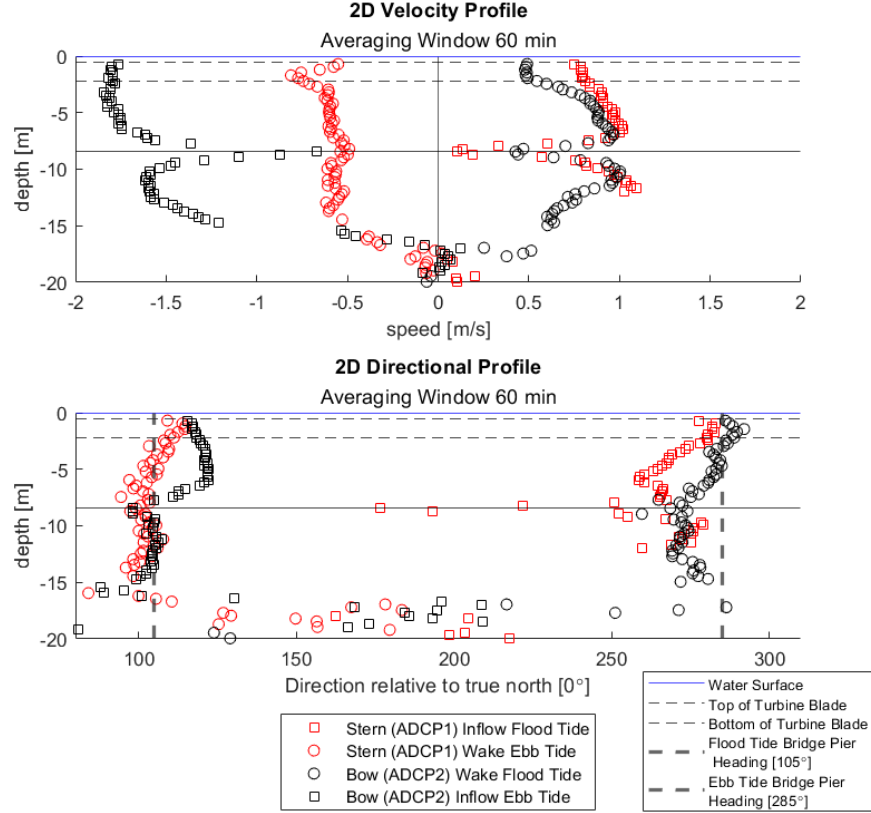 2D Velocity Profile
Averaging Window 60 min
0
-5
-10
-15
-20
depth [m]
-2
-1.5
-1
-0.5
0
0.5
1
1.5
2
speed [m/s]
2D Directional Profile
Averaging Window 60 min
0
-5
-10
-15
-20
depth [m]
100
150
200
250
300
Direction relative to true north [0°]
Stern (ADCP1) Inflow Flood Tide
Stern (ADCP1) Wake Ebb Tide
Bow (ADCP2) Wake Flood Tide
Bow (ADCP2) Inflow Ebb Tide
Water Surface
Top of Turbine Blade
Bottom of Turbine Blade
Flood Tide Bridge Pier
Heading [105°]
Ebb Tide Bridge Pier
Heading [285°]